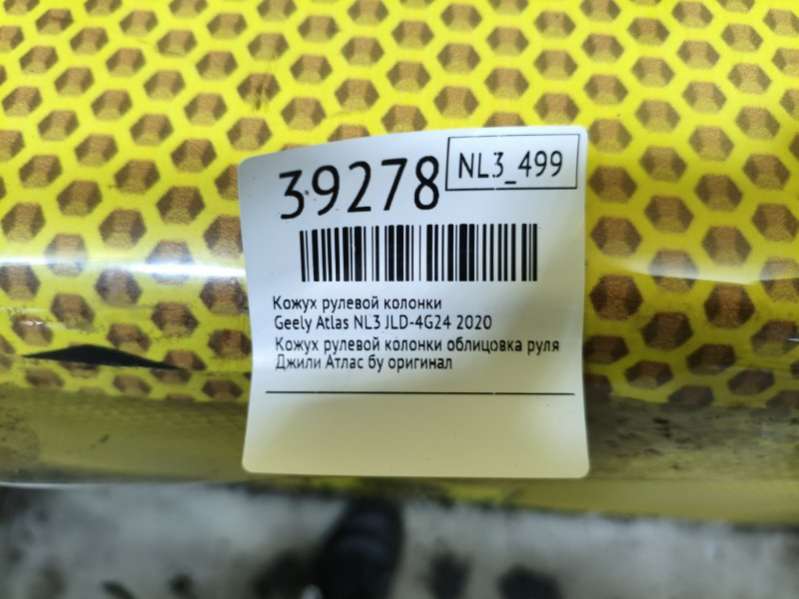 39278
NL3_499
Кожух рулевой колонки
Geely Atlas NL3 JLD-4G24 2020
Кожух рулевой колонки облицовка руля
Джили Атлас бу оригинал